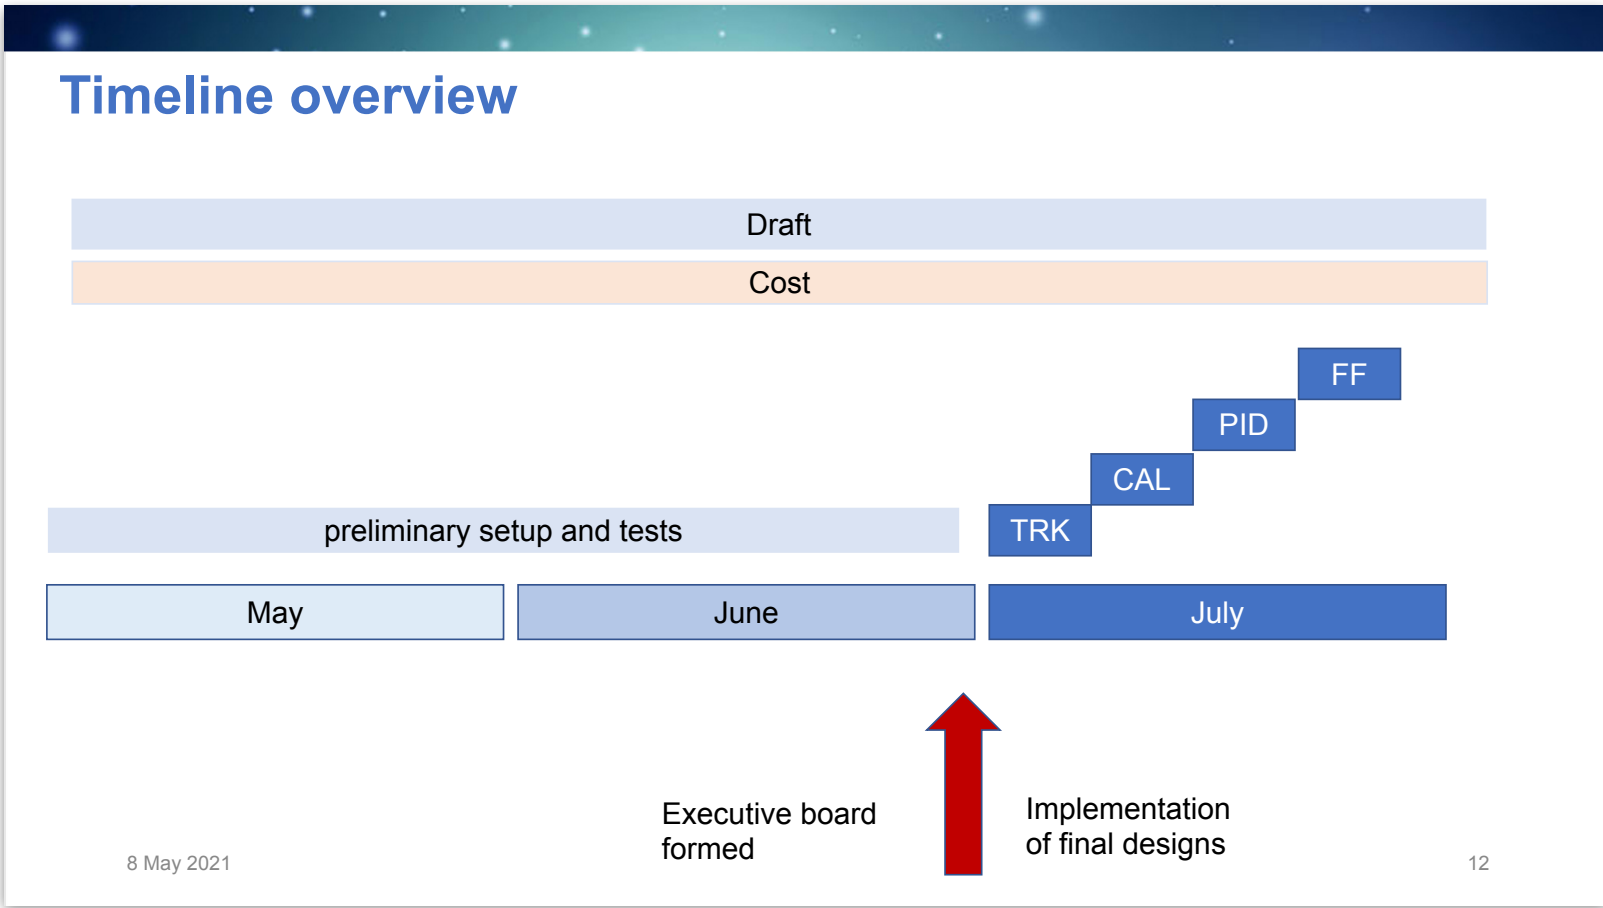 Timeline overview
Draft
Cost
FF
PID
CAL
preliminary setup and tests
TRK
May
June
July
Executive board
formed
Implementation
of final designs
8 May 2021
12